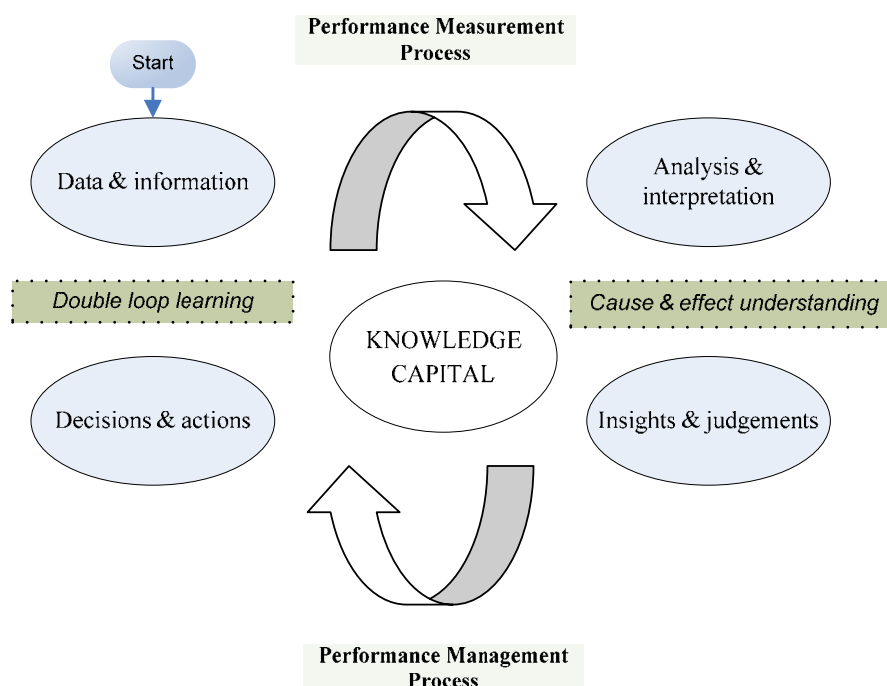 Performance Measurement
Process
Start
Data & information
Analysis &
interpretation
Double loop learning
Cause & effect understanding
KNOWLEDGE
CAPITAL
Decisions & actions
Insights & judgements
Performance Management
Process